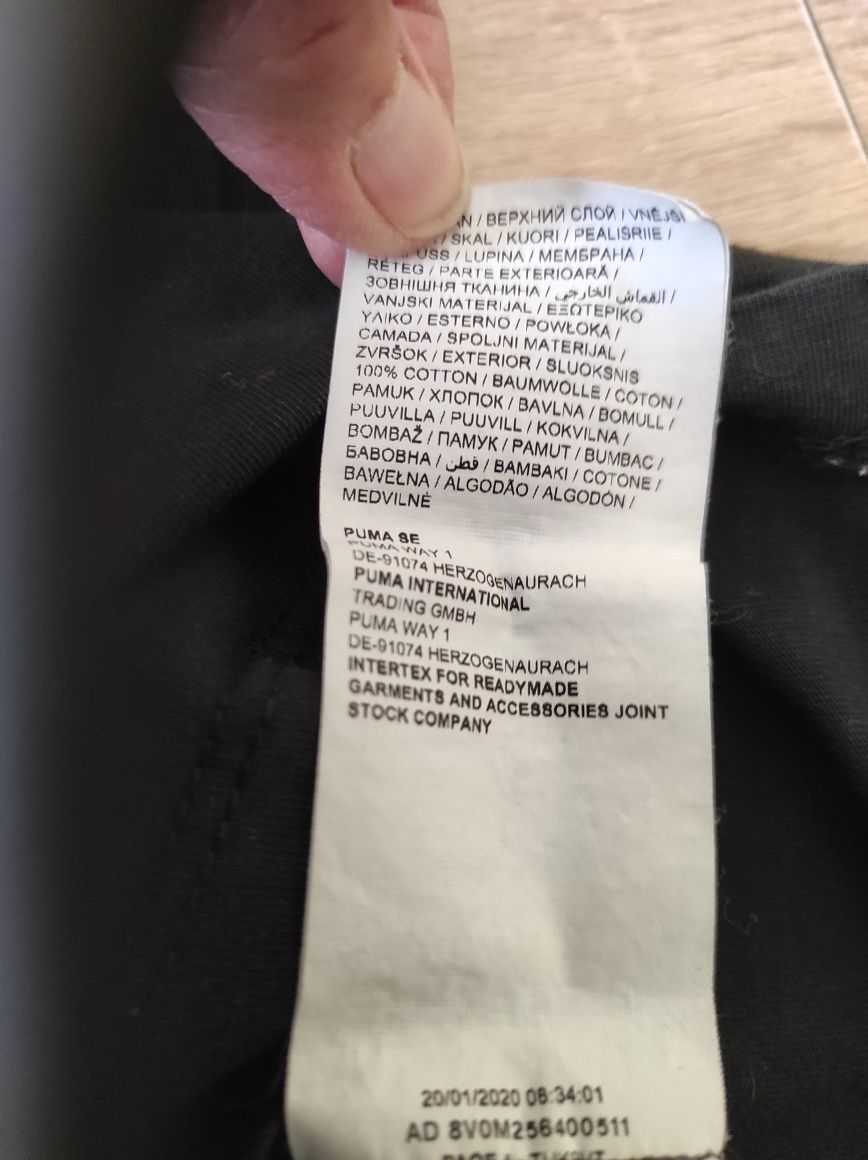 ВЕРХНИЙ СЛОЙ / VNĚJŠÍ
/ SKAL / KUORI / PEALISRIIE /
/ LUPINA / МЕМБРАНА /
RÉTEG / PARTE EXTERIOARĂ /
ЗОВНІШНЯ ТКАНИНА / القماش الخارجي /
VANJSKI MATERIJAL / ΕΞΩΤΕΡΙΚΟ
ΥΛΙΚΟ / ESTERNO / POWŁOKA /
CAMADA / SPOLJNI MATERIJAL /
ZVRŠOK / EXTERIOR / SLUOKSNIS
100% COTTON / BAUMWOLLE / COTON /
PAMUK / ХЛОПОК / BAVLNA / BOMULL /
PUUVILLA / PUUVILL / KOKVILNA /
BOMBAŽ / ПАМУК / PAMUT / BUMBAC /
БАВОВНА / قطن / BAMBAKI / COTONE /
BAWEŁNA / ALGODÃO / ALGODÓN /
MEDVILNĖ
PUMA SE
PUMA WAY 1
DE-91074 HERZOGENAURACH
PUMA INTERNATIONAL
TRADING GMBH
PUMA WAY 1
DE-91074 HERZOGENAURACH
INTERTEX FOR READYMADE
GARMENTS AND ACCESSORIES JOINT
STOCK COMPANY
20/01/2020 08:34:01
AD 8V0M256400511